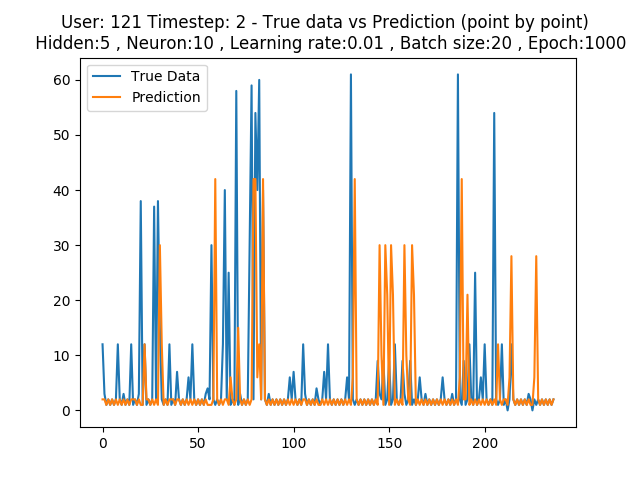 User: 121 Timestep: 2 - True data vs Prediction (point by point)
Hidden:5 , Neuron:10 , Learning rate:0.01 , Batch size:20 , Epoch:1000
True Data
Prediction
60
50
40
30
20
10
0
0 50 100 150 200